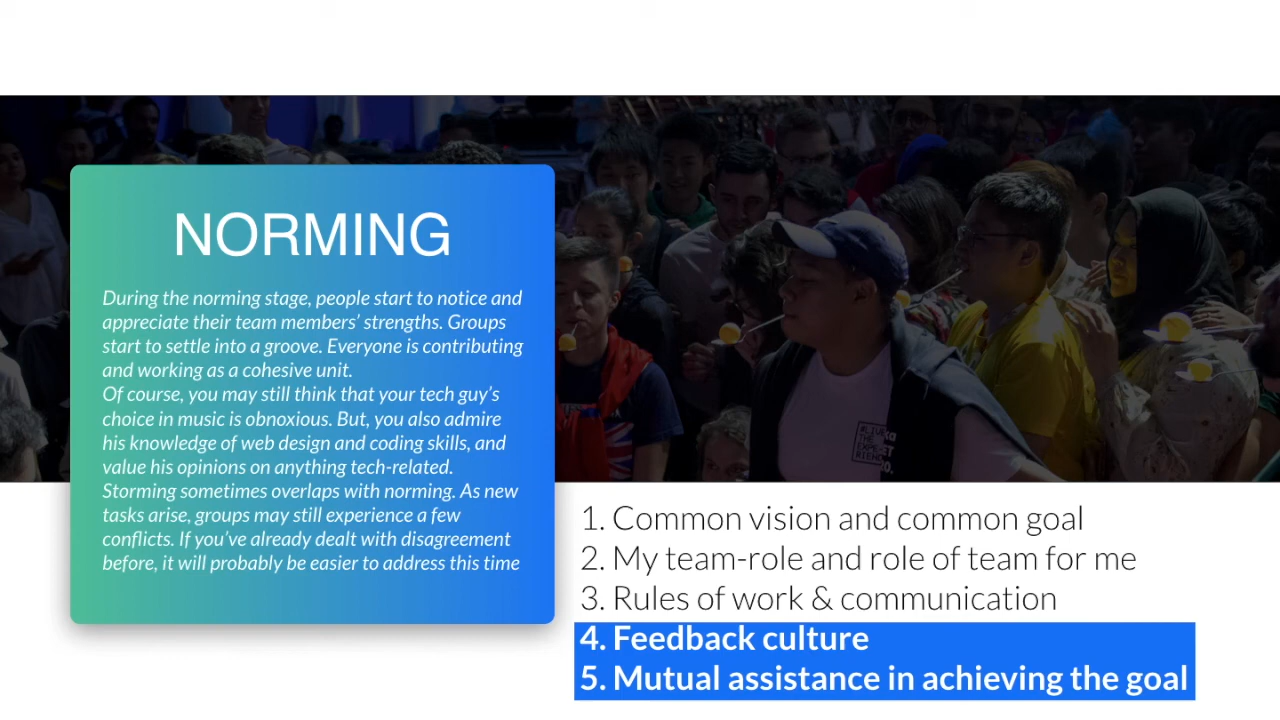 NORMING
During the norming stage, people start to notice and
appreciate their team members’ strengths. Groups
start to settle into a groove. Everyone is contributing
and working as a cohesive unit.
Of course, you may still think that your tech guy’s
choice in music is obnoxious. But, you also admire
his knowledge of web design and coding skills, and
value his opinions on anything tech-related.
Storming sometimes overlaps with norming. As new
tasks arise, groups may still experience a few
conflicts. If you’ve already dealt with disagreement
before, it will probably be easier to address this time
#LIVE
THE
1. Common vision and common goal
2. My team-role and role of team for me
3. Rules of work & communication
4. Feedback culture
5. Mutual assistance in achieving the goal